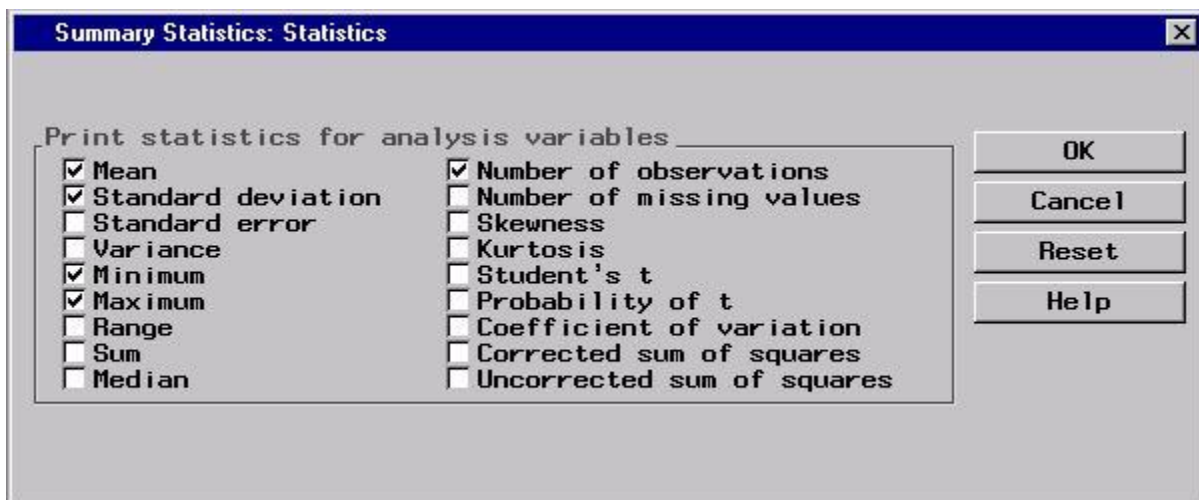 Summary Statistics: Statistics
Print statistics for analysis variables
Mean
Standard deviation
Standard error
Variance
Minimum
Maximum
Range
Sum
Median
Number of observations
Number of missing values
Skewness
Kurtosis
Student's t
Probability of t
Coefficient of variation
Corrected sum of squares
Uncorrected sum of squares
OK
Cancel
Reset
Help